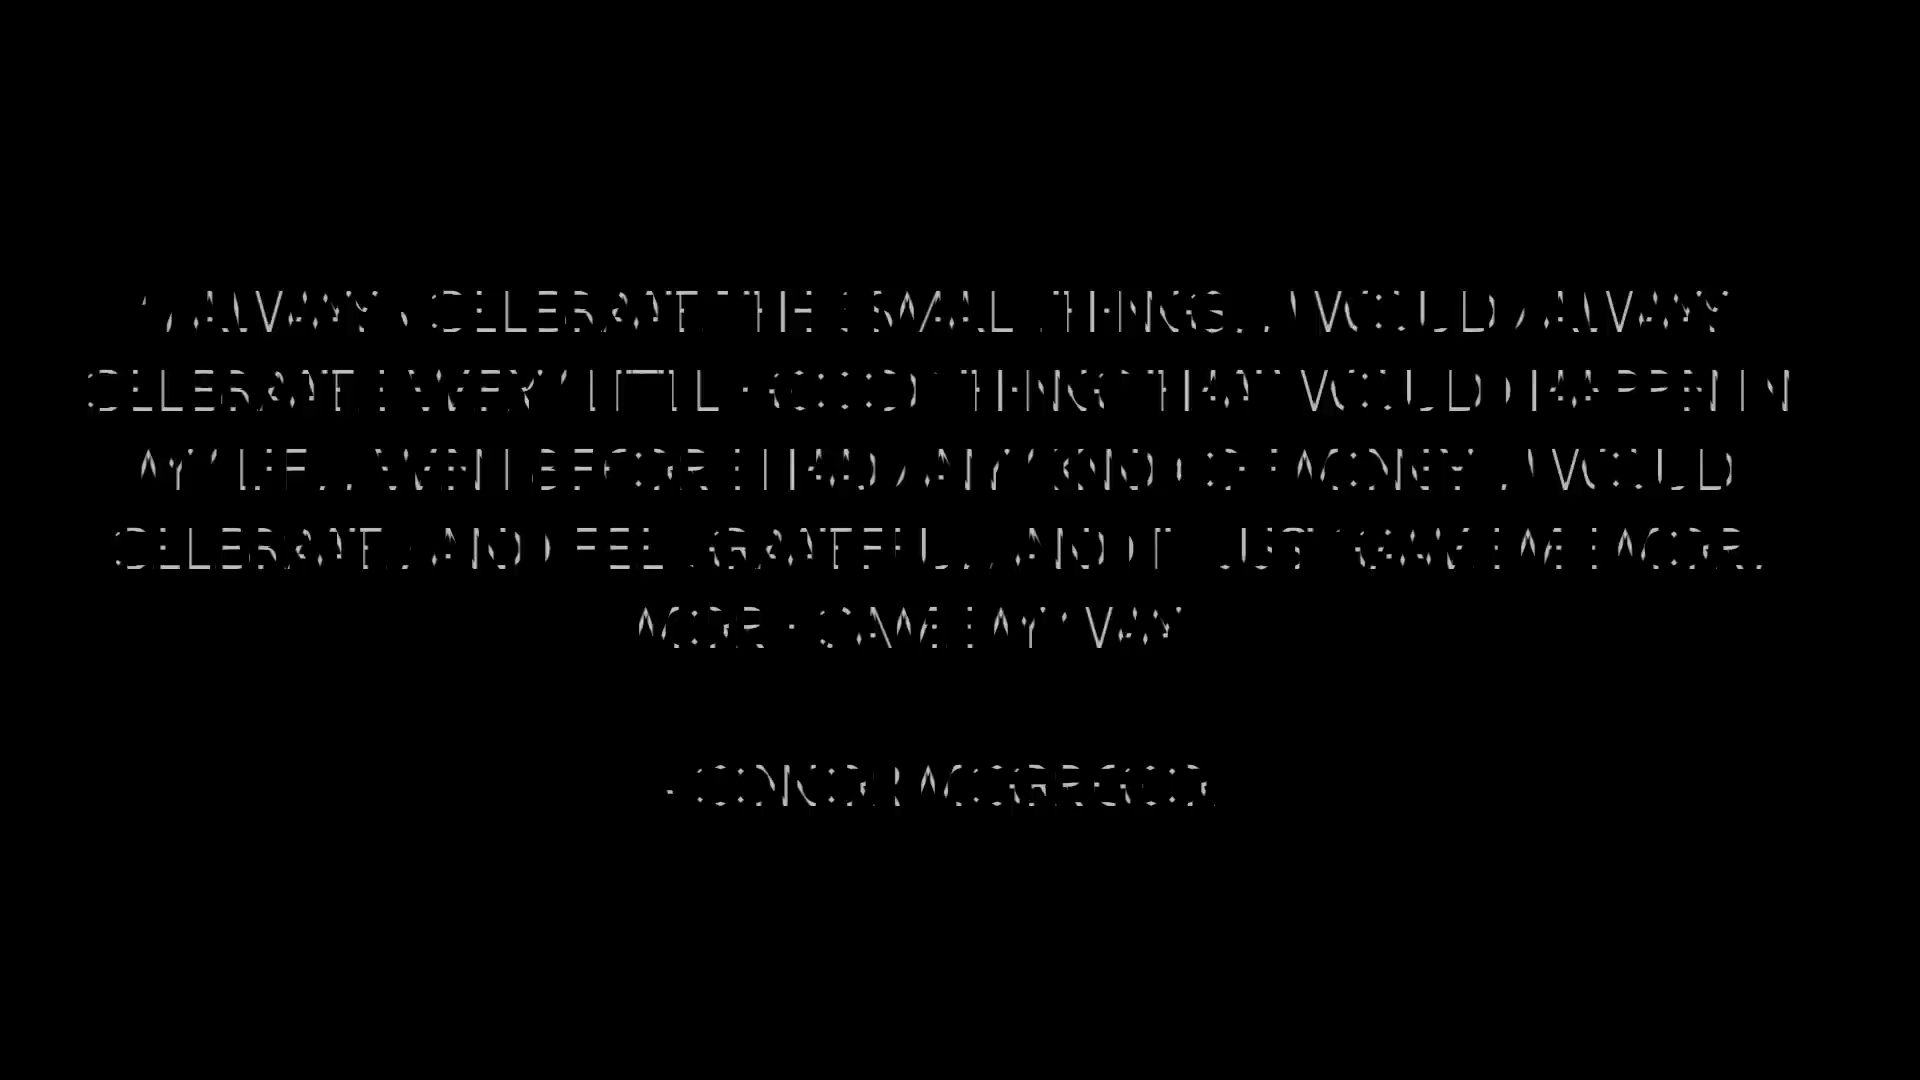 ALWAYS CELEBRATE THE SMALL THINGS. I WOULD ALWAYS
CELEBRATE EVERY LITTLE GOOD THING THAT WOULD HAPPEN IN
MY LIFE, EVEN BEFORE I HAD ANY KIND OF MONEY. I WOULD
CELEBRATE AND FEEL GRATEFUL, AND IT JUST GAVE ME MORE.
MORE CAME MY WAY

- CONOR MCGREGOR